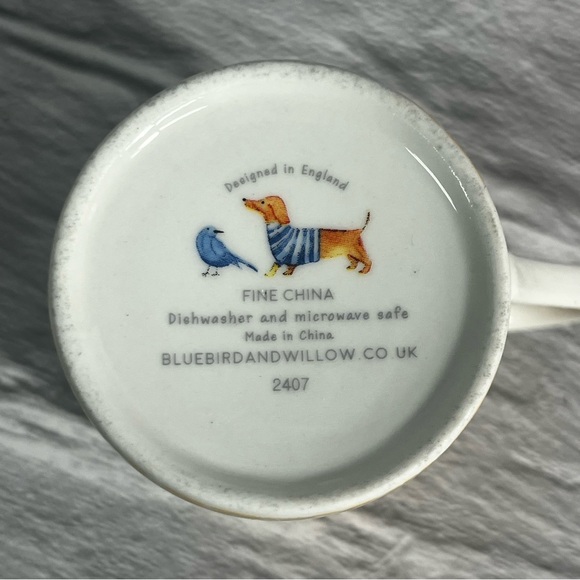 Designed in England
FINE CHINA
Dishwasher and microwave safe
Made in China
BLUEBIRDANDWILLOW.CO.UK
2407